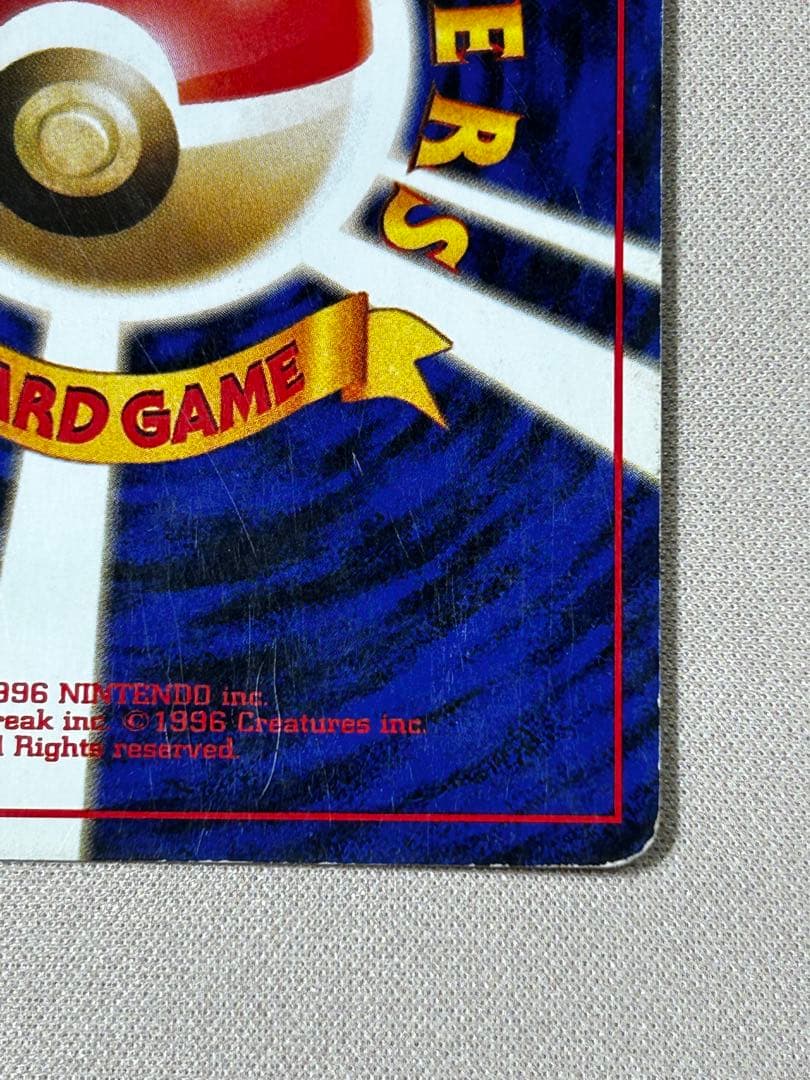 ERS
ARD GAME
996 NINTENDO inc.
reak inc. ©1996 Creatures inc.
l Rights reserved.